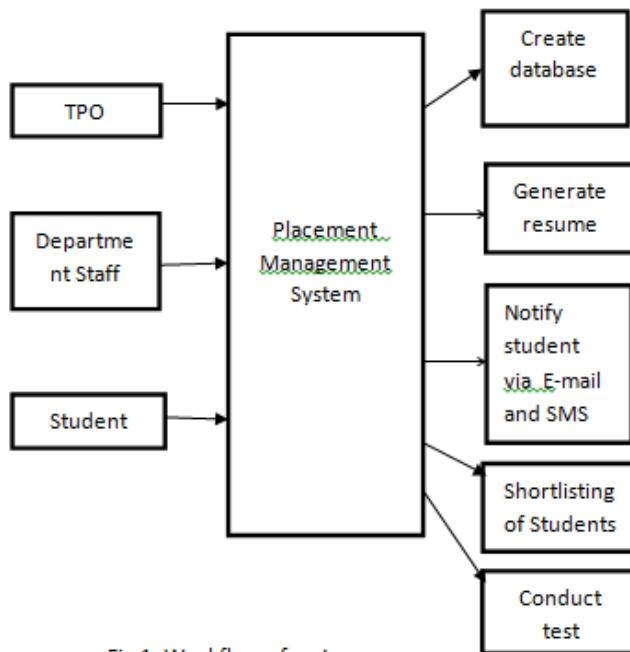 TPO
Departme
nt Staff
Student
Placement
Management
System
Create
database
Generate
resume
Notify
student
via E-mail
and SMS
Shortlisting
of Students
Conduct
test